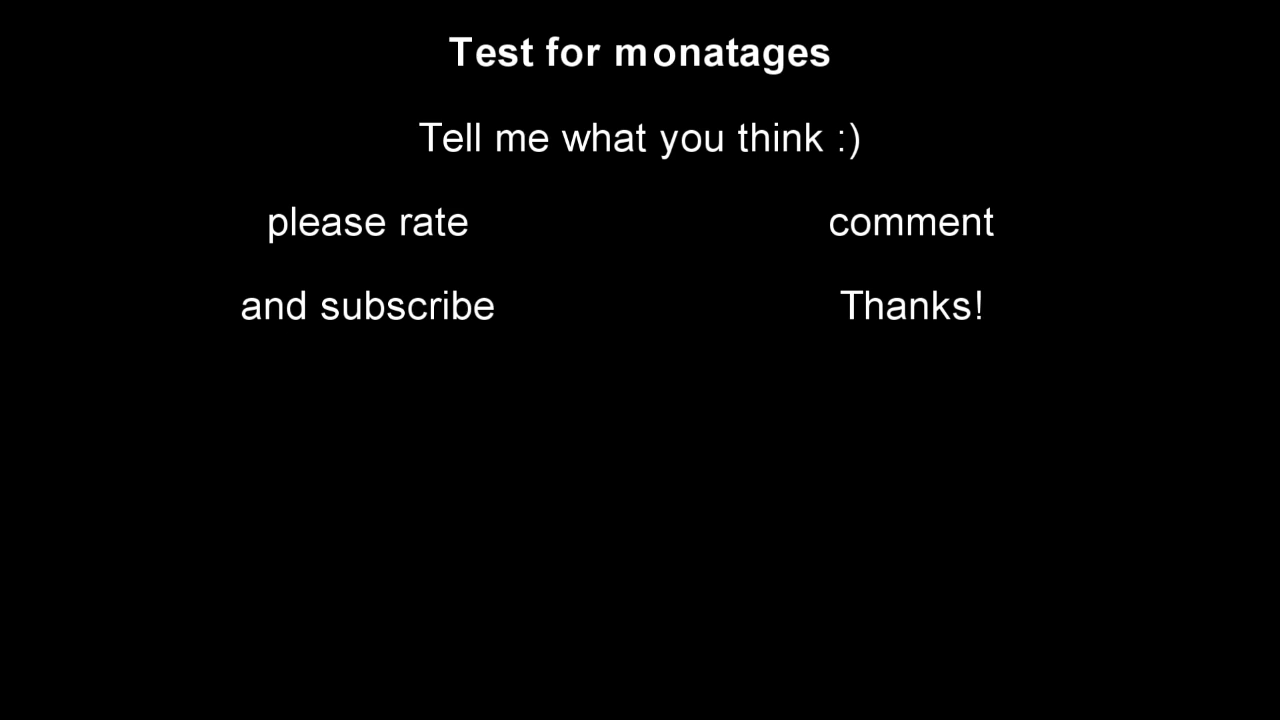 Test for monatages
Tell me what you think :)
please rate comment
and subscribe Thanks!